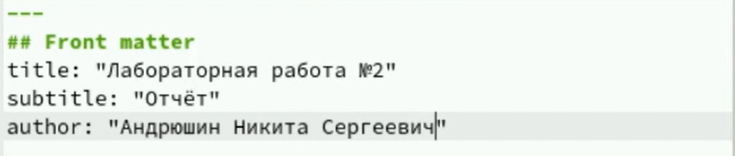 ---
## Front matter
title: "Лабораторная работа №2"
subtitle: "Отчёт"
author: "Андрюшин Никита Сергеевич"